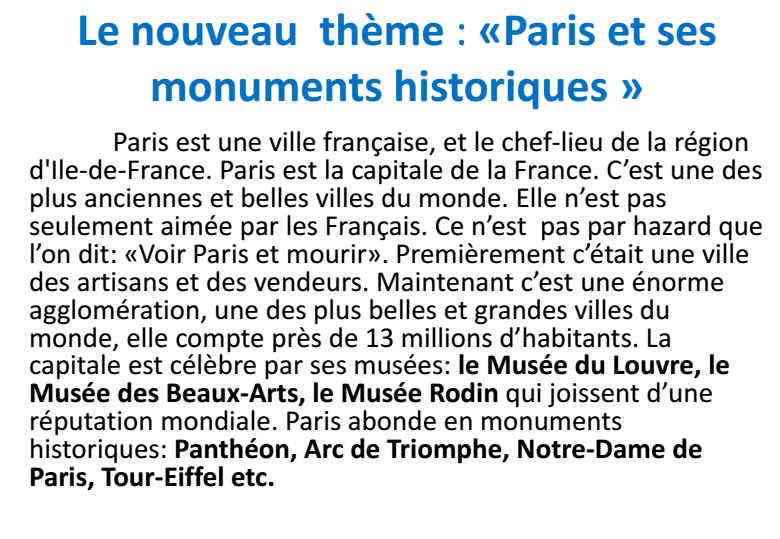 Le nouveau  thème : «Paris et ses
monuments historiques »
Paris est une ville française, et le chef-lieu de la région
d'Ile-de-France. Paris est la capitale de la France. C’est une des
plus anciennes et belles villes du monde. Elle n’est pas
seulement aimée par les Français. Ce n’est  pas par hazard que
l’on dit: «Voir Paris et mourir». Premièrement c’était une ville
des artisans et des vendeurs. Maintenant c’est une énorme
agglomération, une des plus belles et grandes villes du
monde, elle compte près de 13 millions d’habitants. La
capitale est célèbre par ses musées: le Musée du Louvre, le
Musée des Beaux-Arts, le Musée Rodin qui joissent d’une
réputation mondiale. Paris abonde en monuments
historiques: Panthéon, Arc de Triomphe, Notre-Dame de
Paris, Tour-Eiffel etc.